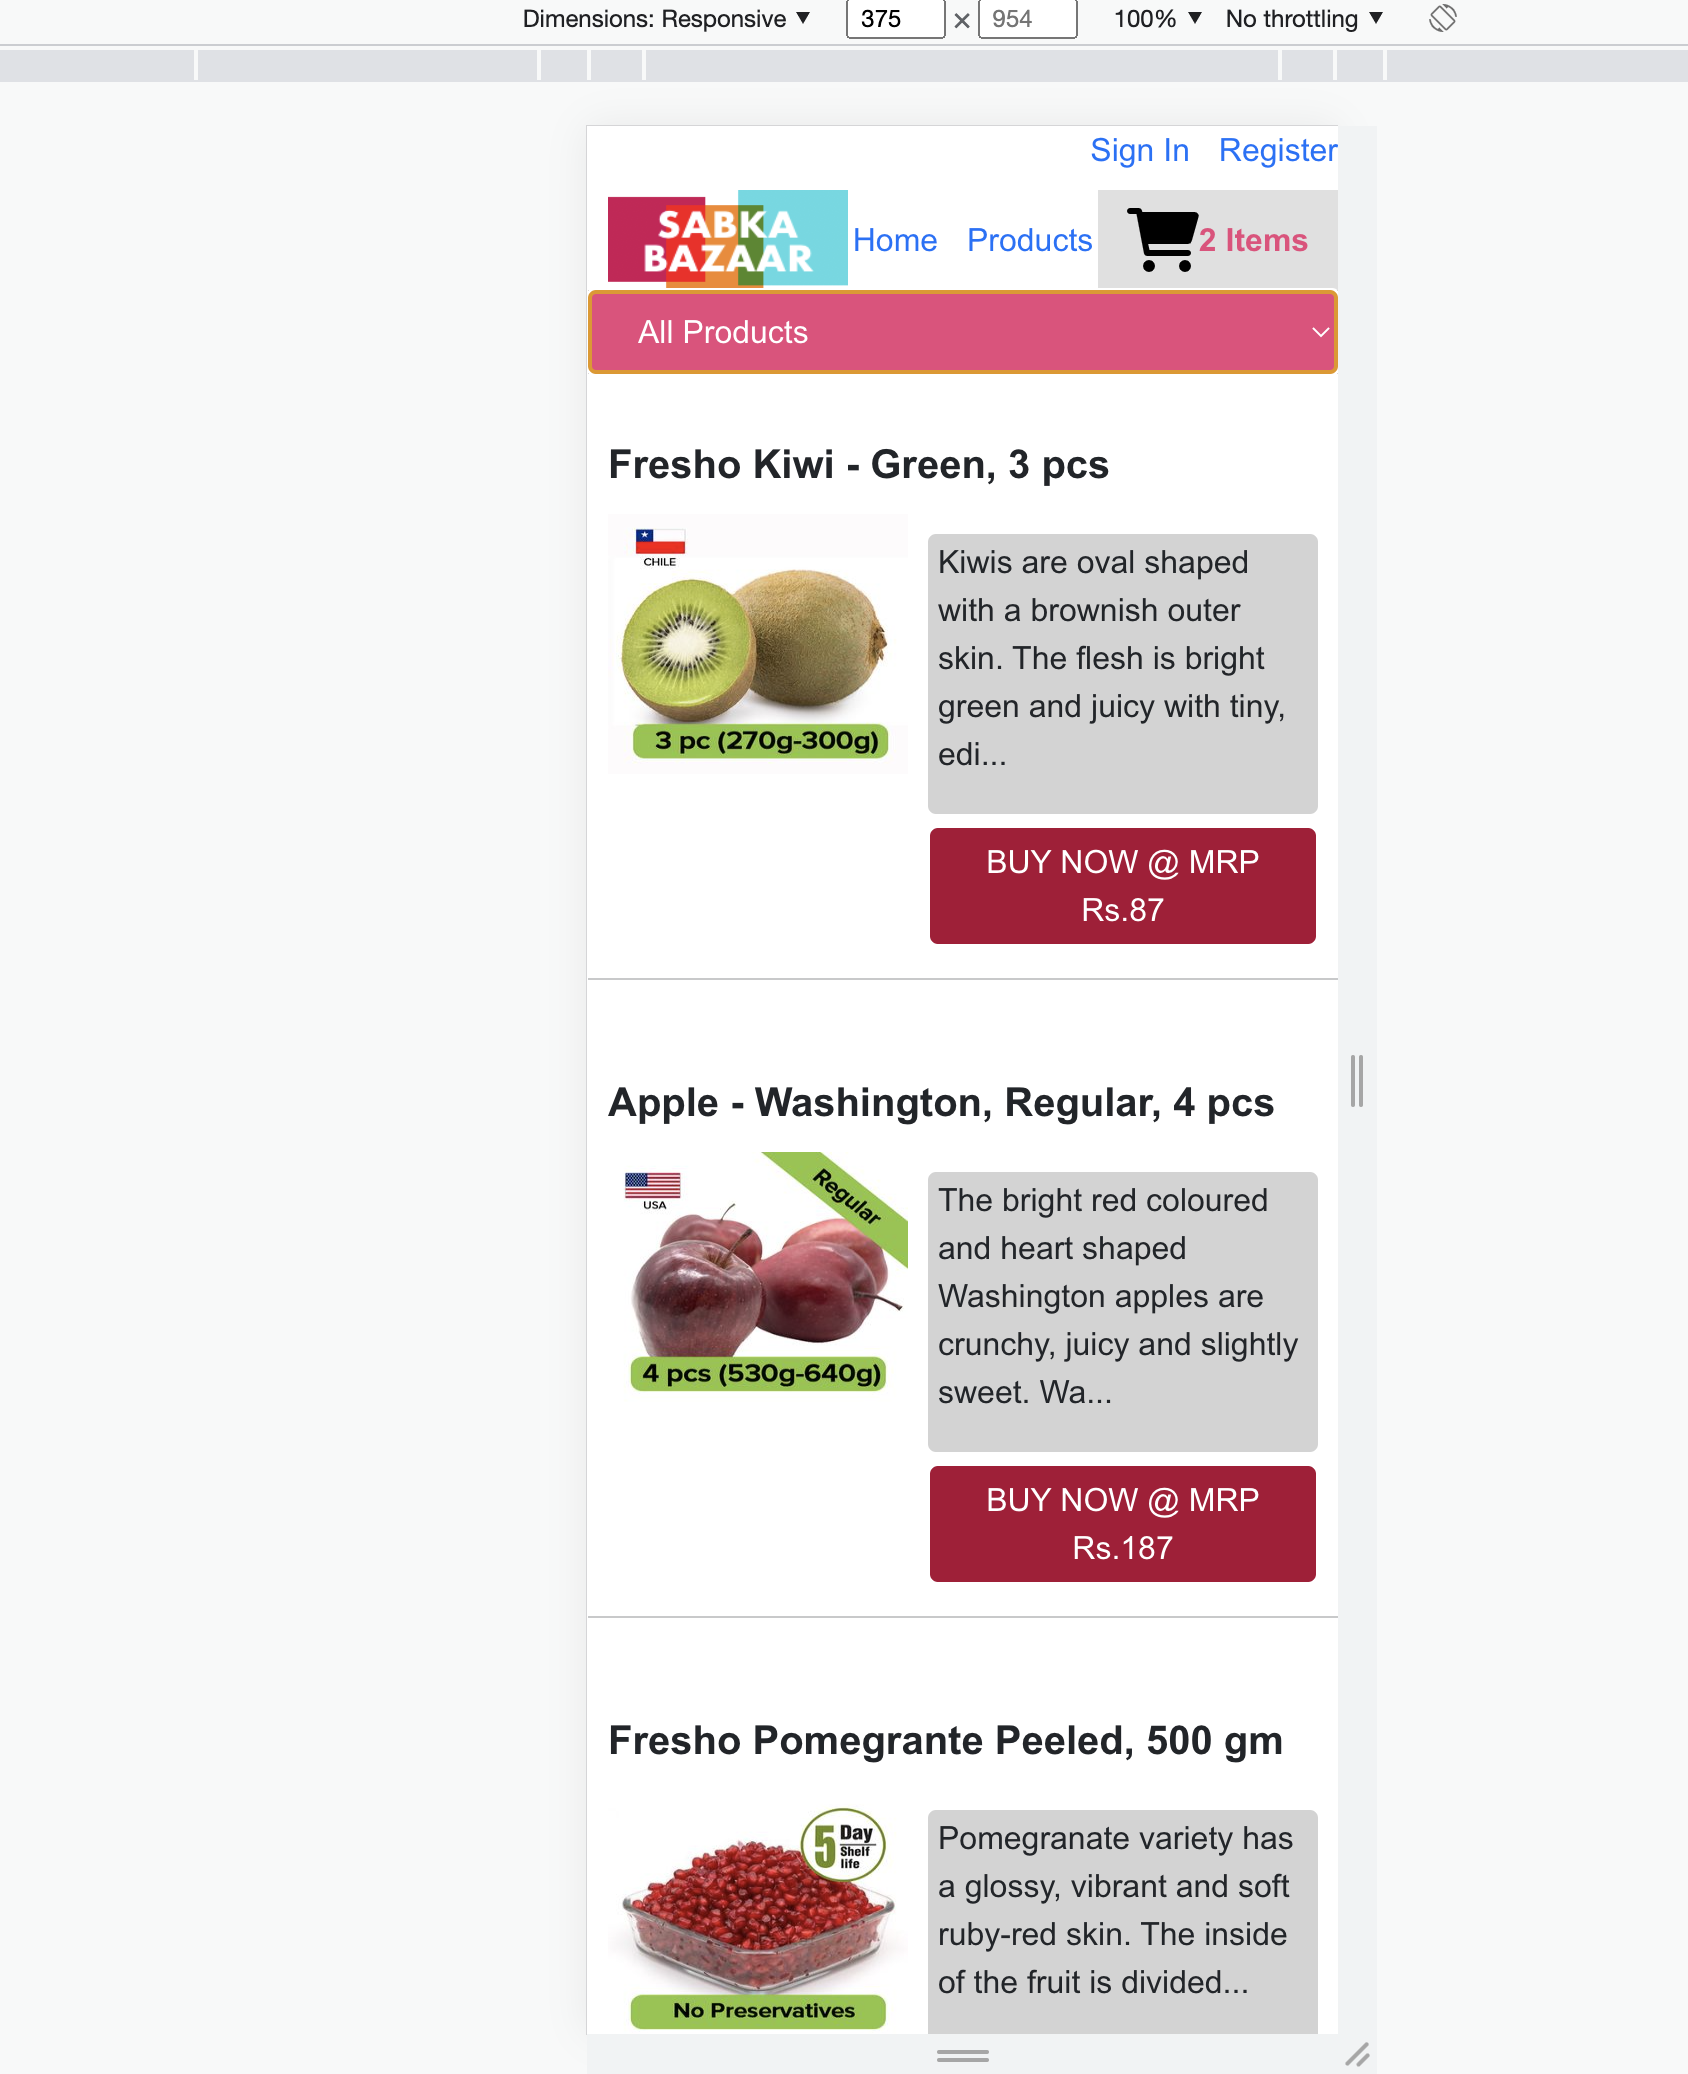 Dimensions: Responsive ▼ 375 × 954 100% ▼ No throttling ▼
Sign In Register
SABKA
BAZAAR
Home Products 2 Items
All Products
Fresho Kiwi - Green, 3 pcs
CHILE
3 pc (270g-300g)
Kiwis are oval shaped
with a brownish outer
skin. The flesh is bright
green and juicy with tiny,
edi...
BUY NOW @ MRP
Rs.87
Apple - Washington, Regular, 4 pcs
USA
Regular
4 pcs (530g-640g)
The bright red coloured
and heart shaped
Washington apples are
crunchy, juicy and slightly
sweet. Wa...
BUY NOW @ MRP
Rs.187
Fresho Pomegrante Peeled, 500 gm
5 Day
Shelf
life
No Preservatives
Pomegranate variety has
a glossy, vibrant and soft
ruby-red skin. The inside
of the fruit is divided...